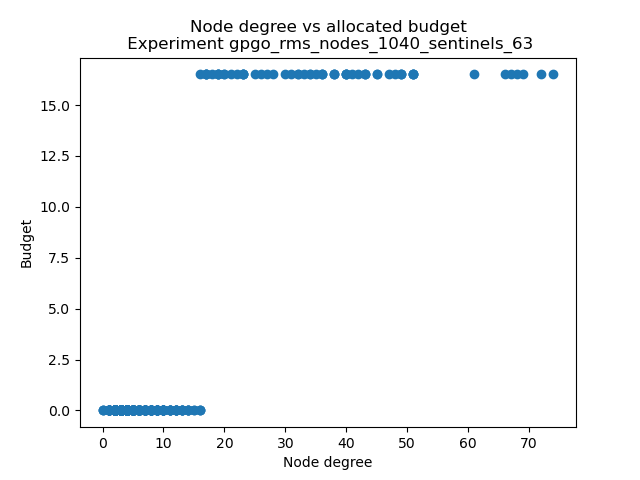 Node degree vs allocated budget
Experiment gpgo_rms_nodes_1040_sentinels_63
Budget
15.0
12.5
10.0
7.5
5.0
2.5
0.0
0 10 20 30 40 50 60 70
Node degree